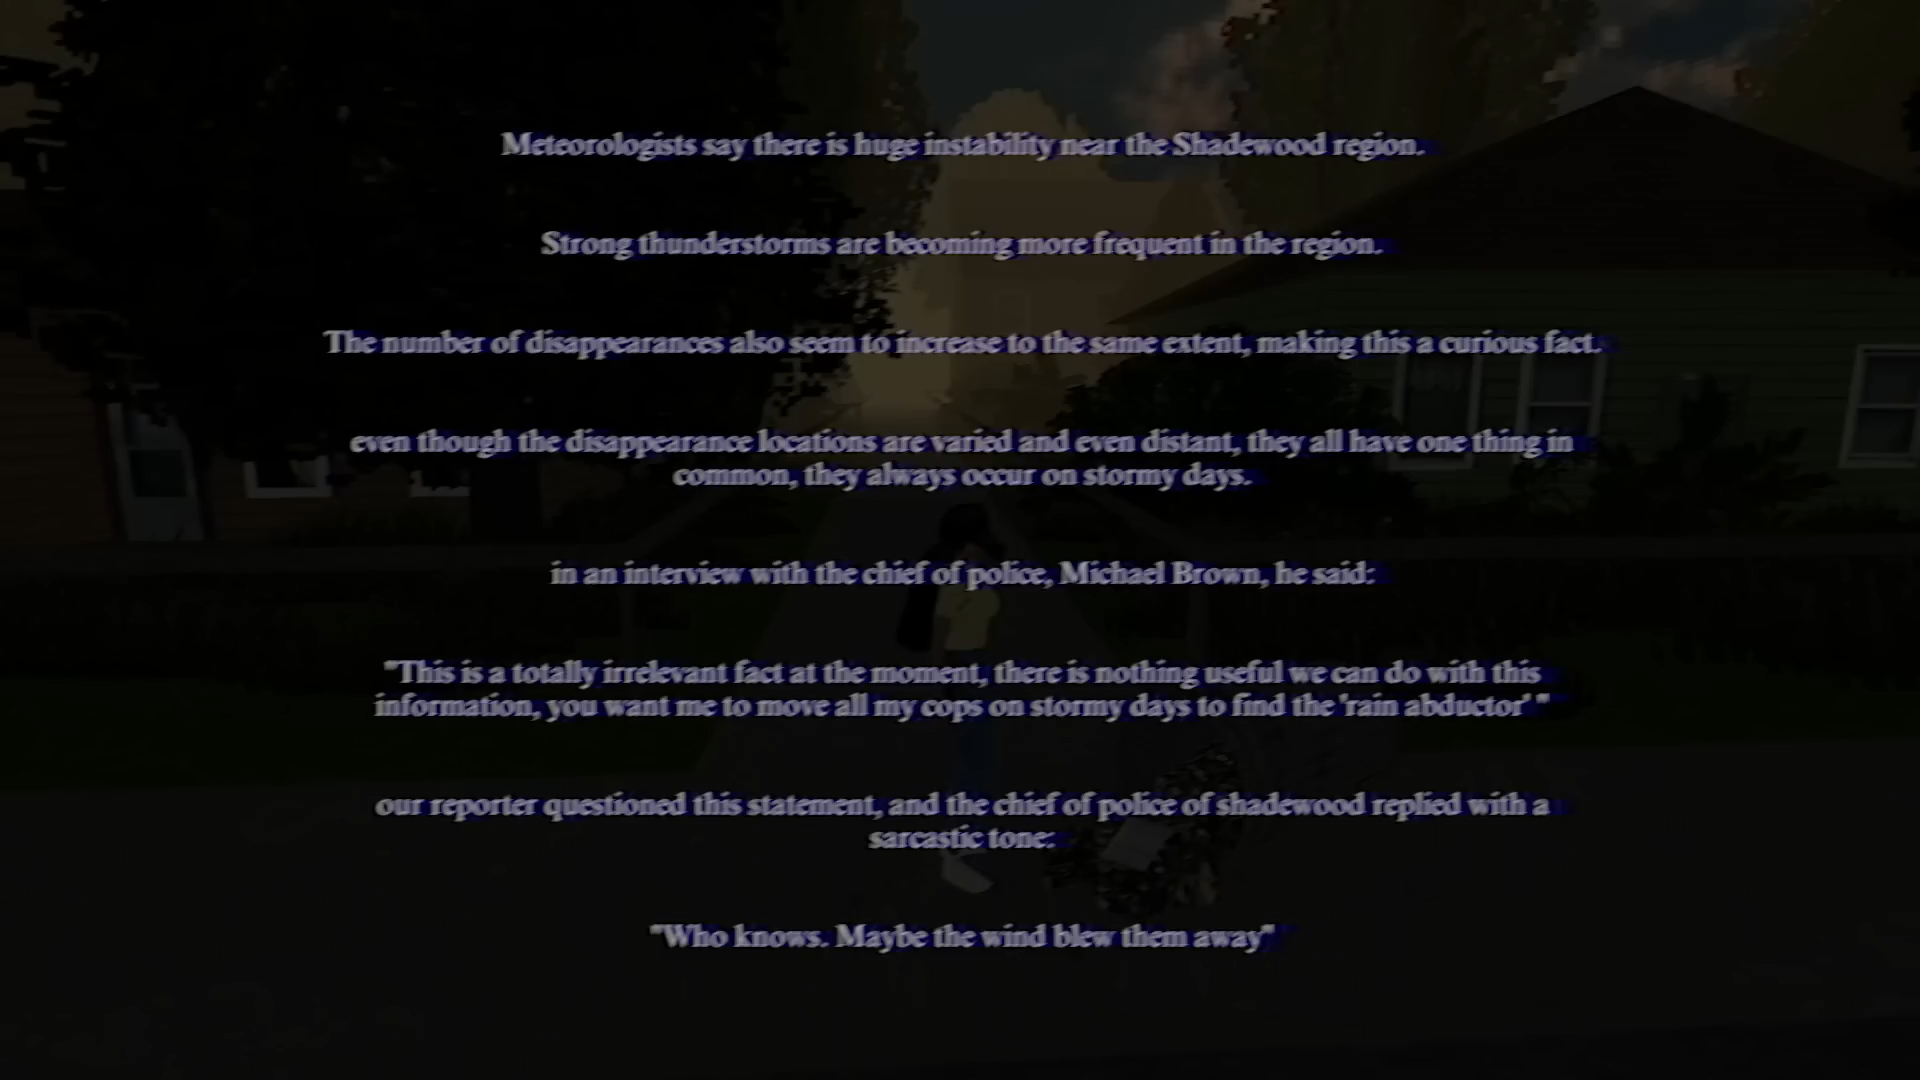 Meteorologists say there is huge instability near the Shadewood region.
Strong thunderstorms are becoming more frequent in the region.
The number of disappearances also seem to increase to the same extent, making this a curious fact.
even though the disappearance locations are varied and even distant, they all have one thing in
common, they always occur on stormy days.
in an interview with the chief of police, Michael Brown, he said:
"This is a totally irrelevant fact at the moment, there is nothing useful we can do with this
information, you want me to move all my cops on stormy days to find the 'rain abductor' "
our reporter questioned this statement, and the chief of police of shadewood replied with a
sarcastic tone:
"Who knows. Maybe the wind blew them away"